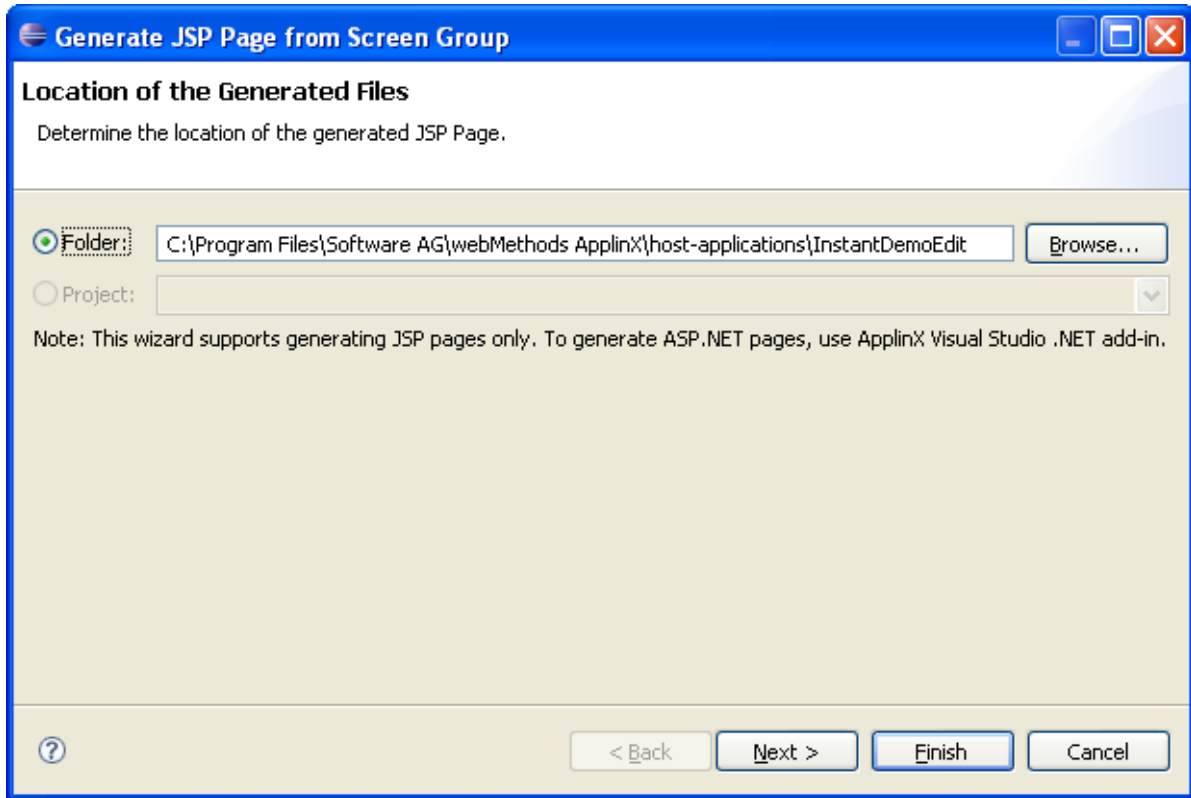 Generate JSP Page from Screen Group
Location of the Generated Files
Determine the location of the generated JSP Page.
Folder: C:\Program Files\Software AG\webMethods ApplinX\host-applications\InstantDemoEdit Browse...
Project:
Note: This wizard supports generating JSP pages only. To generate ASP.NET pages, use ApplinX Visual Studio .NET add-in.
? < Back Next > Finish Cancel